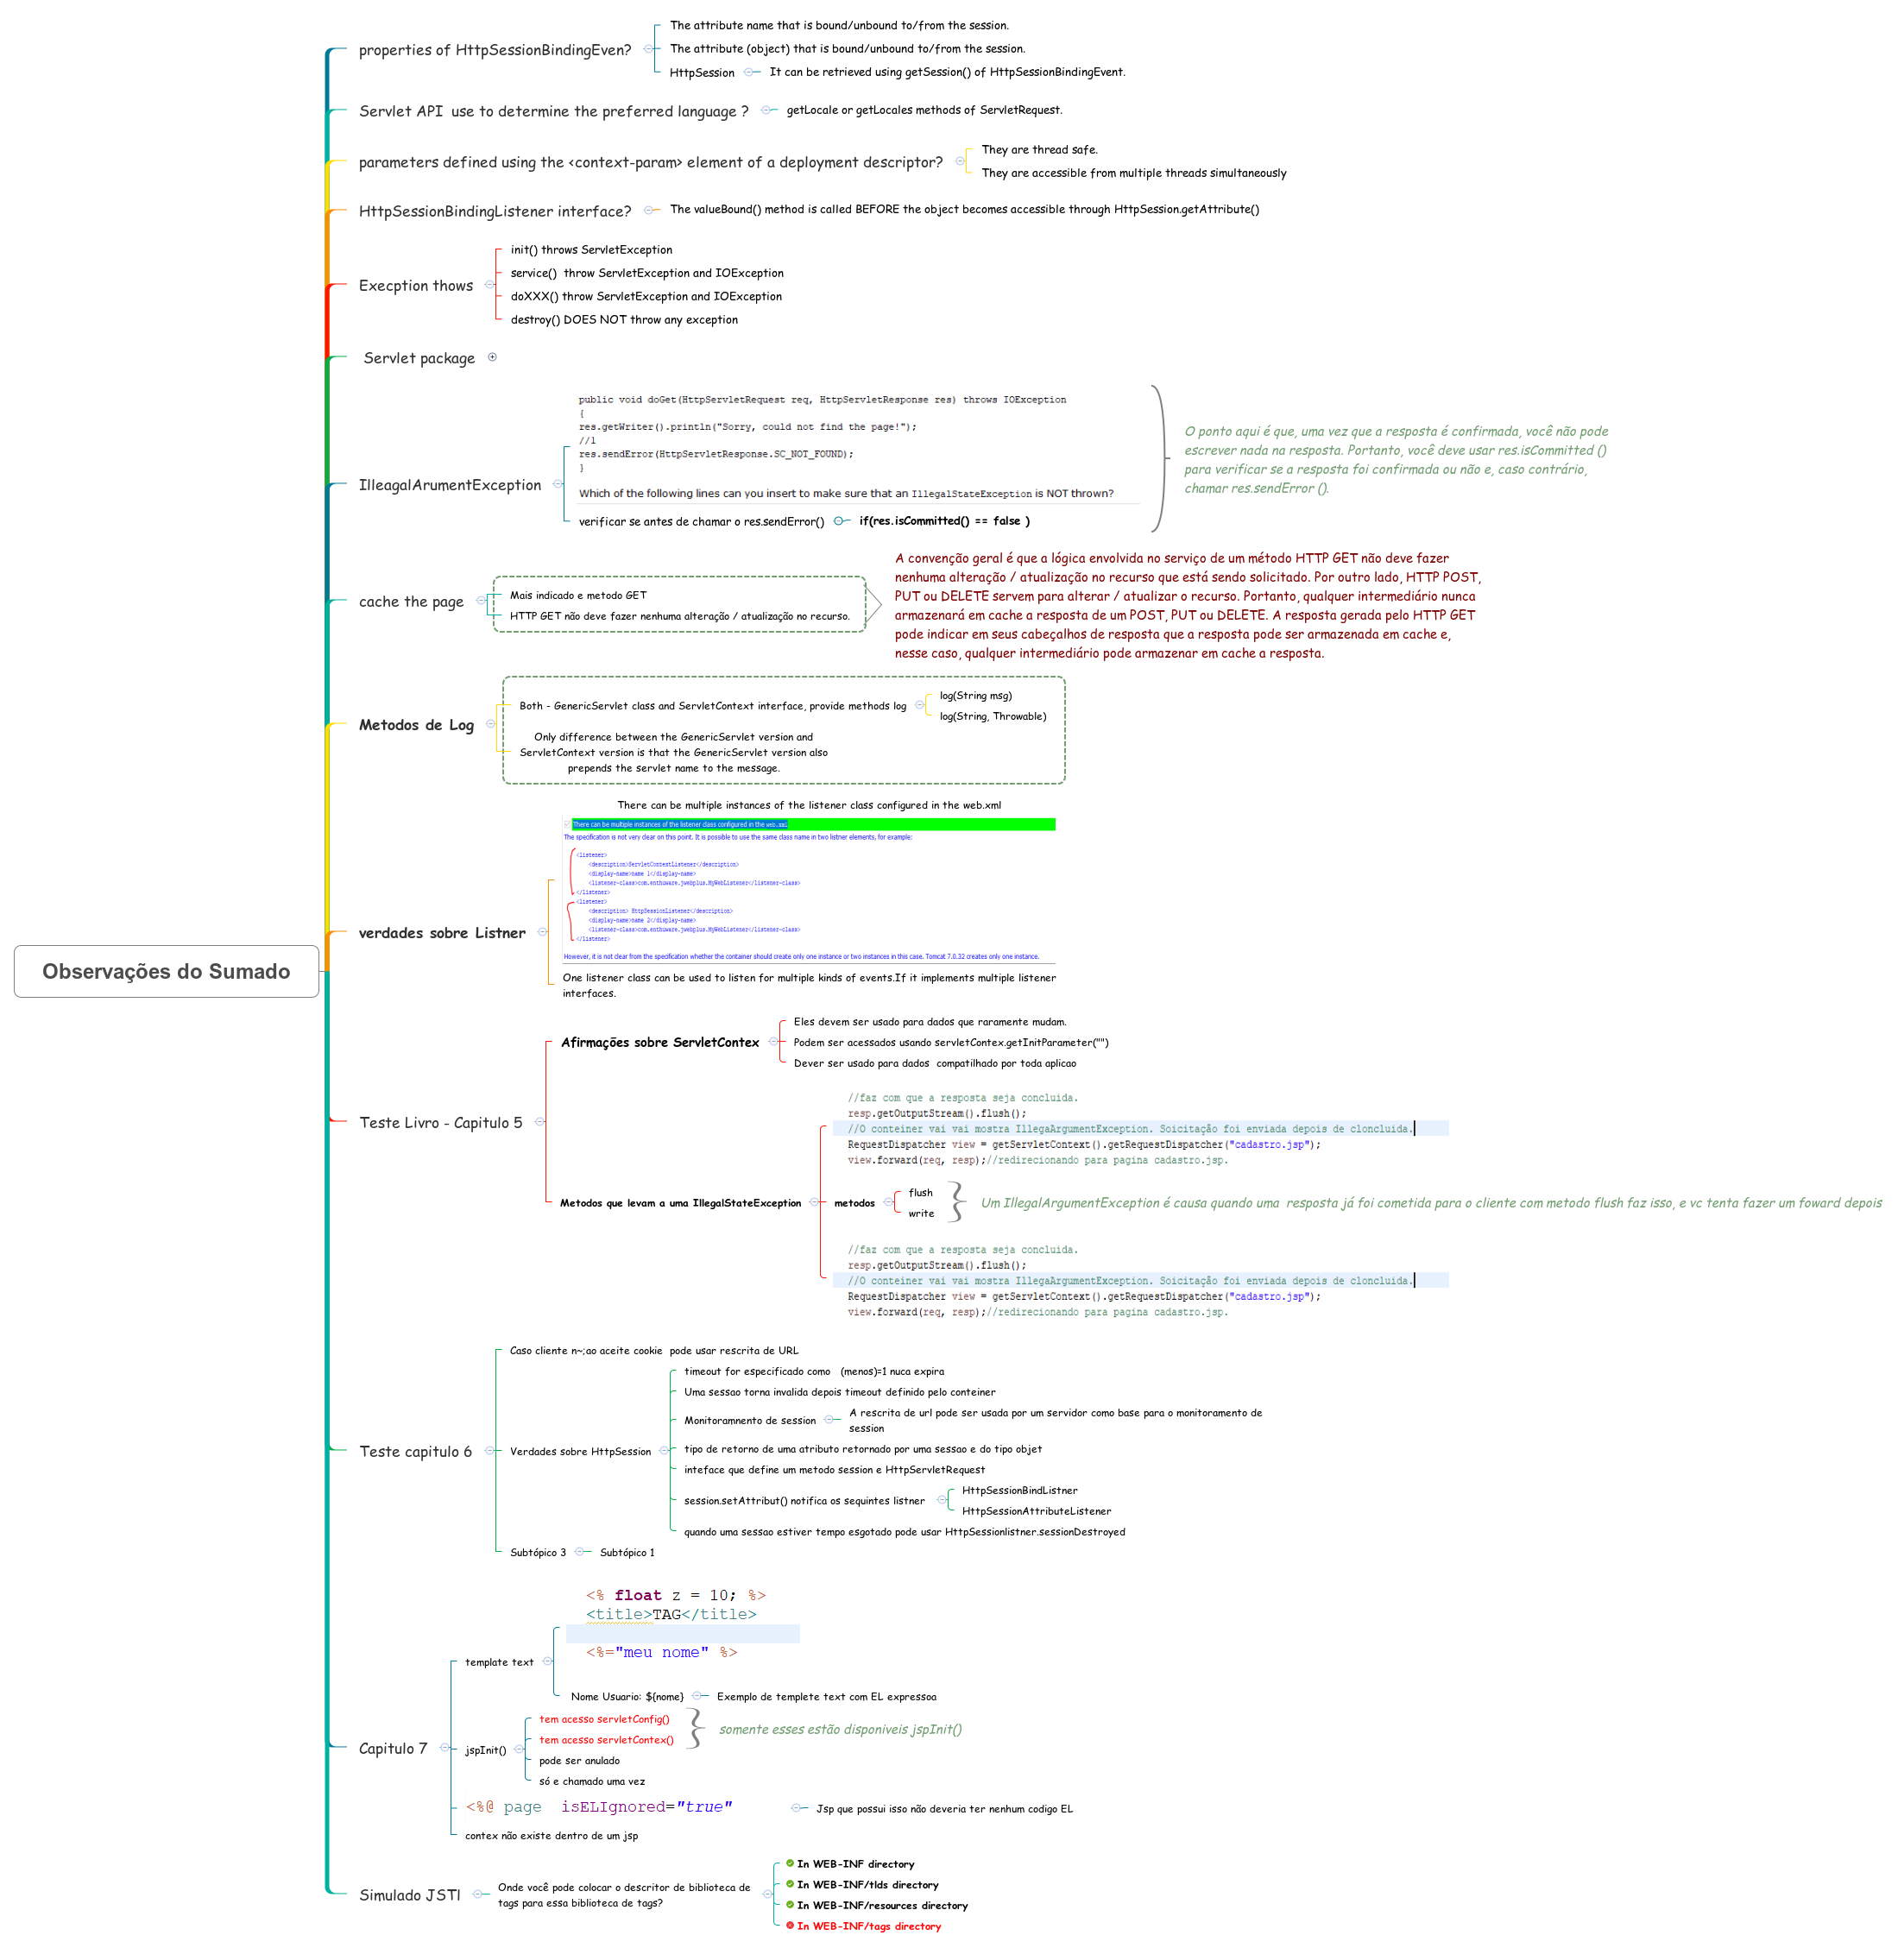 Observações do Sumado
properties of HttpSessionBindingEven?
The attribute name that is bound/unbound to/from the session.
The attribute (object) that is bound/unbound to/from the session.
HttpSession
It can be retrieved using getSession() of HttpSessionBindingEvent.
Servlet API  use to determine the preferred language ?
getLocale or getLocales methods of ServletRequest.
parameters defined using the <context-param> element of a deployment descriptor?
They are thread safe.
They are accessible from multiple threads simultaneously
HttpSessionBindingListener interface?
The valueBound() method is called BEFORE the object becomes accessible through HttpSession.getAttribute()
Execption thows
init() throws ServletException
service()  throw ServletException and IOException
doXXX() throw ServletException and IOException
destroy() DOES NOT throw any exception
Servlet package
IlleagalArumentException
public void doGet(HttpServletRequest req, HttpServletResponse res) throws IOException
{
res.getWriter().println("Sorry, could not find the page!");
//1
res.sendError(HttpServletResponse.SC_NOT_FOUND);
}
Which of the following lines can you insert to make sure that an IllegalStateException is NOT thrown?
verificar se antes de chamar o res.sendError()
if(res.isCommitted() == false )
O ponto aqui é que, uma vez que a resposta é confirmada, você não pode
escrever nada na resposta. Portanto, você deve usar res.isCommitted ()
para verificar se a resposta foi confirmada ou não e, caso contrário,
chamar res.sendError ().
cache the page
Mais indicado e metodo GET
HTTP GET não deve fazer nenhuma alteração / atualização no recurso.
A convenção geral é que a lógica envolvida no serviço de um método HTTP GET não deve fazer
nenhuma alteração / atualização no recurso que está sendo solicitado. Por outro lado, HTTP POST,
PUT ou DELETE servem para alterar / atualizar o recurso. Portanto, qualquer intermediário nunca
armazenará em cache a resposta de um POST, PUT ou DELETE. A resposta gerada pelo HTTP GET
pode indicar em seus cabeçalhos de resposta que a resposta pode ser armazenada em cache e,
nesse caso, qualquer intermediário pode armazenar em cache a resposta.
Metodos de Log
Both - GenericServlet class and ServletContext interface, provide methods log
log(String msg)
log(String, Throwable)
Only difference between the GenericServlet version and
ServletContext version is that the GenericServlet version also
prepends the servlet name to the message.
verdades sobre Listner
There can be multiple instances of the listener class configured in the web.xml
There can be multiple instances of the listener class configured in the web.xml
The specification is not very clear on this point. It is possible to use the same class name in two listner elements, for example:
<listener>
<description>ServletContextListener</description>
<display-name>name 1</display-name>
<listener-class>com.enthuware.jwebplus.MyWebListener</listener-class>
</listener>
<listener>
<description> HttpSessionListener</description>
<display-name>name 2</display-name>
<listener-class>com.enthuware.jwebplus.MyWebListener</listener-class>
</listener>
However, it is not clear from the specification whether the container should create only one instance or two instances in this case. Tomcat 7.0.32 creates only one instance.
One listener class can be used to listen for multiple kinds of events.If it implements multiple listener
interfaces.
Teste Livro - Capitulo 5
Afirmações sobre ServletContex
Eles devem ser usado para dados que raramente mudam.
Podem ser acessados usando servletContex.getInitParameter("")
Dever ser usado para dados  compatilhado por toda aplicao
Metodos que levam a uma IllegalStateException
//faz com que a resposta seja concluida.
resp.getOutputStream().flush();
//O conteiner vai vai mostra IllegaArgumentException. Soicitação foi enviada depois de cloncluida.
RequestDispatcher view = getServletContext().getRequestDispatcher("cadastro.jsp");
view.forward(req, resp);//redirecionando para pagina cadastro.jsp.
metodos
flush
write
Um IllegalArgumentException é causa quando uma  resposta já foi cometida para o cliente com metodo flush faz isso, e vc tenta fazer um foward depois
//faz com que a resposta seja concluida.
resp.getOutputStream().flush();
//O conteiner vai vai mostra IllegaArgumentException. Soicitação foi enviada depois de cloncluida.
RequestDispatcher view = getServletContext().getRequestDispatcher("cadastro.jsp");
view.forward(req, resp);//redirecionando para pagina cadastro.jsp.
Teste capitulo 6
Caso cliente n~;ao aceite cookie  pode usar rescrita de URL
Verdades sobre HttpSession
timeout for especificado como   (menos)=1 nuca expira
Uma sessao torna invalida depois timeout definido pelo conteiner
Monitoramnento de session
A rescrita de url pode ser usada por um servidor como base para o monitoramento de
session
tipo de retorno de uma atributo retornado por uma sessao e do tipo objet
inteface que define um metodo session e HttpServletRequest
session.setAttribut() notifica os sequintes listner
HttpSessionBindListner
HttpSessionAttributeListener
quando uma sessao estiver tempo esgotado pode usar HttpSessionlistner.sessionDestroyed
Subtópico 3
Subtópico 1
Capitulo 7
template text
<% float z = 10; %>
<title>TAG</title>
<%="meu nome" %>
Nome Usuario: ${nome}
Exemplo de templete text com EL expressoa
jspInit()
tem acesso servletConfig()
tem acesso servletContex()
somente esses estão disponiveis jspInit()
pode ser anulado
só e chamado uma vez
<%@ page  isELIgnored="true"
Jsp que possui isso não deveria ter nenhum codigo EL
contex não existe dentro de um jsp
Simulado JSTl
Onde você pode colocar o descritor de biblioteca de
tags para essa biblioteca de tags?
In WEB-INF directory
In WEB-INF/tlds directory
In WEB-INF/resources directory
In WEB-INF/tags directory